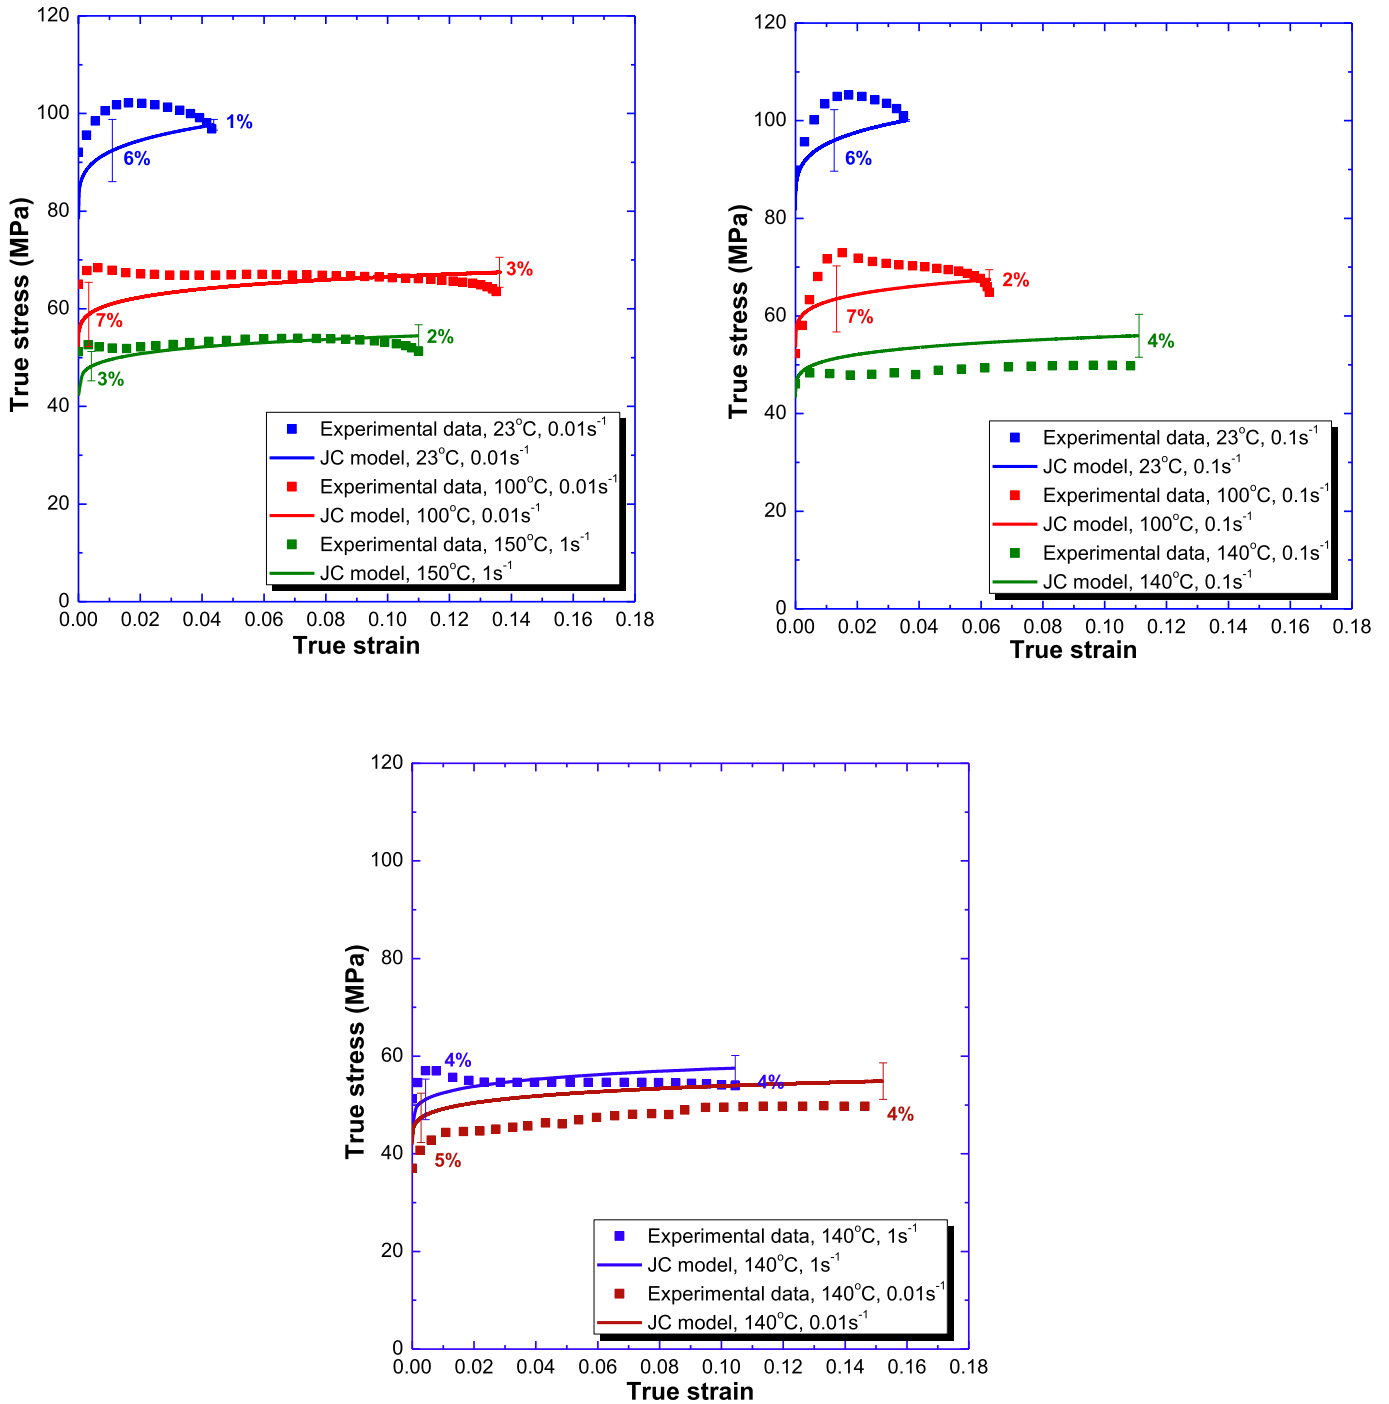 120
100
80
60
40
20
0
True stress (MPa)
1%
6%
3%
7%
2%
3%
Experimental data, 23°C, 0.01s⁻¹
JC model, 23°C, 0.01s⁻¹
Experimental data, 100°C, 0.01s⁻¹
JC model, 100°C, 0.01s⁻¹
Experimental data, 150°C, 1s⁻¹
JC model, 150°C, 1s⁻¹
0.00 0.02 0.04 0.06 0.08 0.10 0.12 0.14 0.16 0.18
True strain
120
100
80
60
40
20
0
True stress (MPa)
6%
2%
7%
4%
Experimental data, 23°C, 0.1s⁻¹
JC model, 23°C, 0.1s⁻¹
Experimental data, 100°C, 0.1s⁻¹
JC model, 100°C, 0.1s⁻¹
Experimental data, 140°C, 0.1s⁻¹
JC model, 140°C, 0.1s⁻¹
0.00 0.02 0.04 0.06 0.08 0.10 0.12 0.14 0.16 0.18
True strain
120
100
80
60
40
20
0
True stress (MPa)
4%
4%
4%
5%
Experimental data, 140°C, 1s⁻¹
JC model, 140°C, 1s⁻¹
Experimental data, 140°C, 0.01s⁻¹
JC model, 140°C, 0.01s⁻¹
0.00 0.02 0.04 0.06 0.08 0.10 0.12 0.14 0.16 0.18
True strain